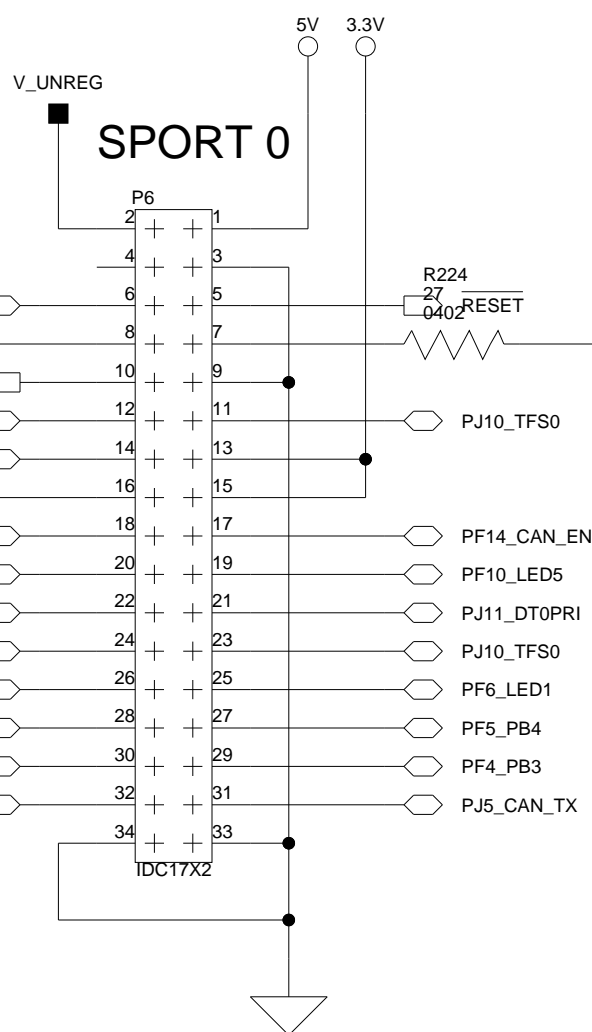 5V 3.3V
V_UNREG
SPORT 0
P6
2 1
4 3
R224
6 5 27 RESET
0402
8 7
10 9
12 11 PJ10_TFS0
14 13
16 15
18 17 PF14_CAN_EN
20 19 PF10_LED5
22 21 PJ11_DT0PRI
24 23 PJ10_TFS0
26 25 PF6_LED1
28 27 PF5_PB4
30 29 PF4_PB3
32 31 PJ5_CAN_TX
34 33
IDC17X2